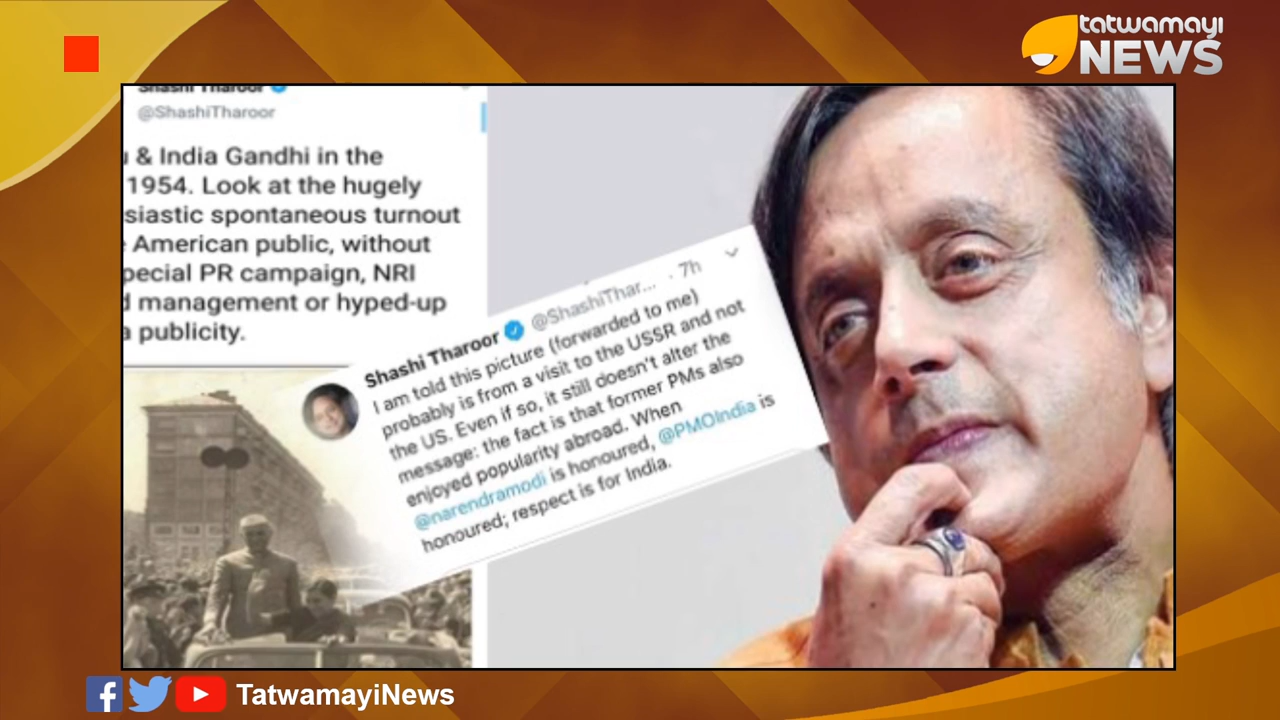 tatwamayi
NEWS
Shashi Tharoor
@ShashiTharoor
& India Gandhi in the
1954. Look at the hugely
siastic spontaneous turnout
American public, without
pecial PR campaign, NRI
d management or hyped-up
a publicity.
Shashi Tharoor @ShashiThar... · 7h
I am told this picture (forwarded to me)
probably is from a visit to the USSR and not
the US. Even if so, it still doesn't alter the
message: the fact is that former PMs also
enjoyed popularity abroad. When
@narendramodi is honoured, @PMOIndia is
honoured; respect is for India.
TatwamayiNews